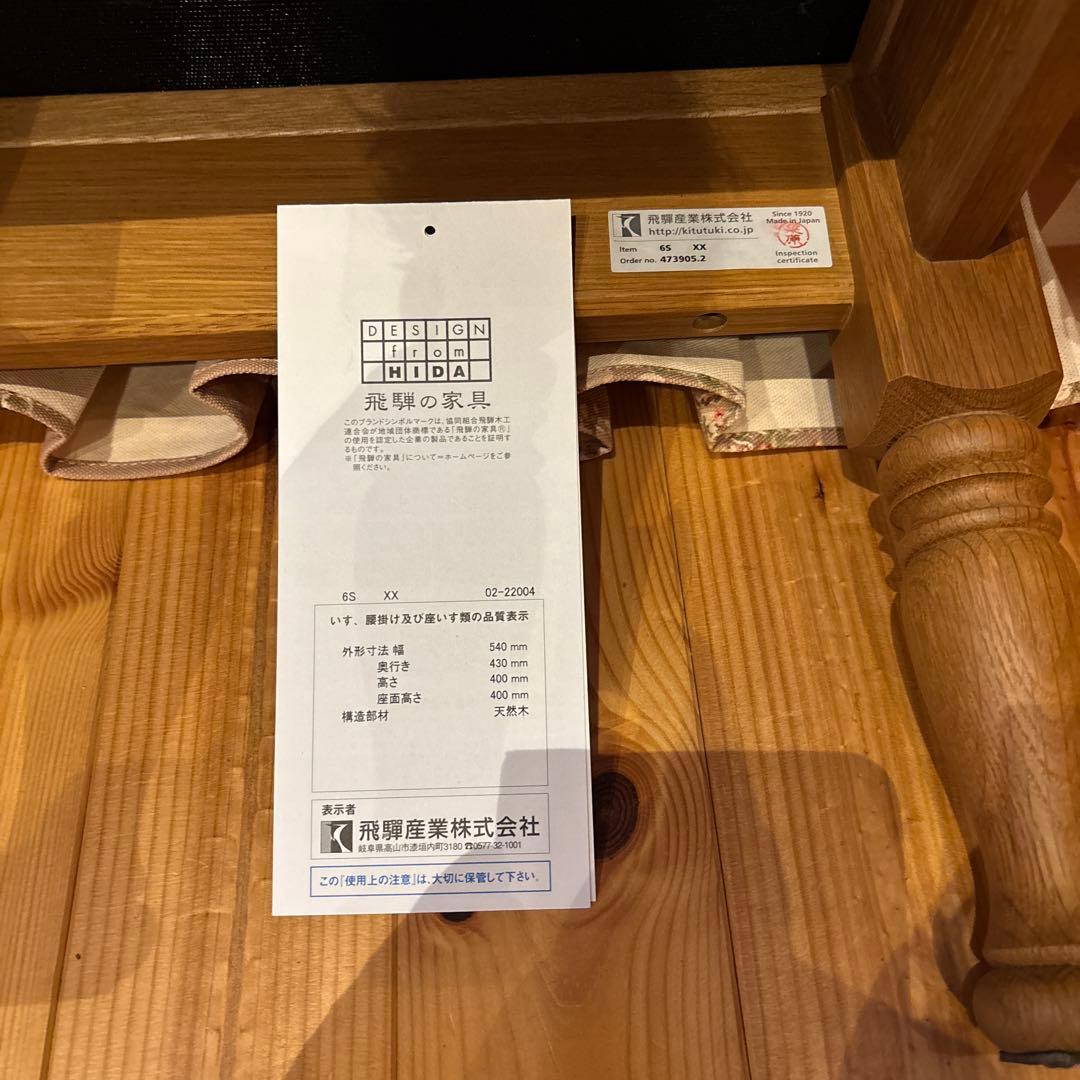 飛騨産業株式会社
http://kitutuki.co.jp
Item 6S XX
Order no. 473905.2
Since 1920
Made in Japan
Inspection
certificate
DESIGN
from
HIDA
飛騨の家具
このブランドシンボルマークは、協同組合飛騨木工
連合会が地域団体商標である「飛騨の家具®」
の使用を認定した企業の製品であることを証明す
るものです。
※「飛騨の家具」について＝ホームページをご参
照ください。
6S XX 02-22004
いす、腰掛け及び座いす類の品質表示
外形寸法 幅 540 mm
奥行き 430 mm
高さ 400 mm
座面高さ 400 mm
構造部材 天然木
表示者
飛驒産業株式会社
岐阜県高山市漆垣内町3180 ☎0577-32-1001
この『使用上の注意』は、大切に保管して下さい。